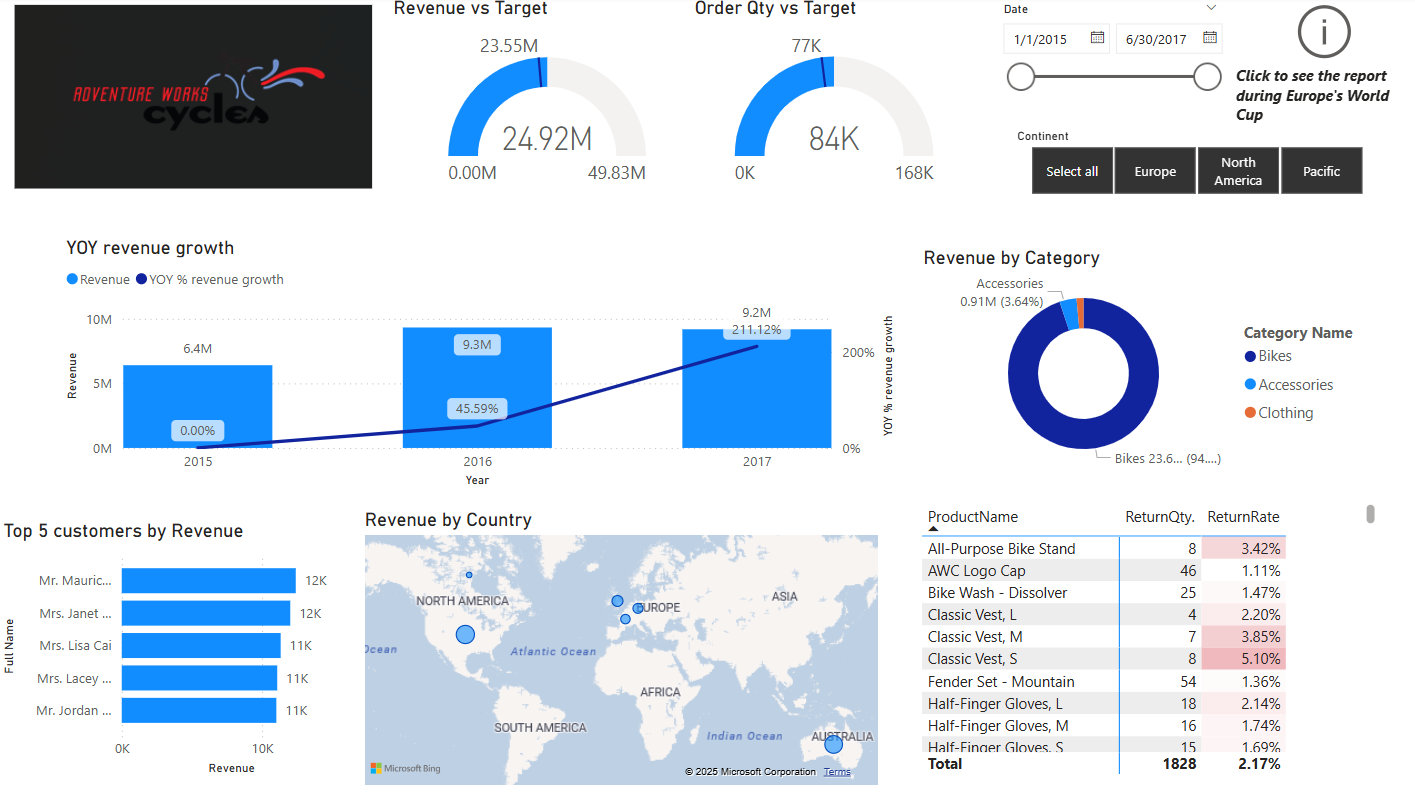 ADVENTURE WORKS
cycles
Revenue vs Target
23.55M
24.92M
0.00M
49.83M
Order Qty vs Target
77K
84K
0K
168K
Date
1/1/2015
6/30/2017
i
Click to see the report
during Europe's World
Cup
Continent
Select all
Europe
North
America
Pacific
YOY revenue growth
Revenue
YOY % revenue growth
10M
5M
0M
Revenue
6.4M
9.3M
9.2M
0.00%
45.59%
211.12%
200%
0%
YOY % revenue growth
2015
2016
2017
Year
Revenue by Category
Accessories
0.91M (3.64%)
Bikes 23.6... (94....)
Category Name
Bikes
Accessories
Clothing
Top 5 customers by Revenue
Full Name
Mr. Mauric... 12K
Mrs. Janet ... 12K
Mrs. Lisa Cai 11K
Mrs. Lacey ... 11K
Mr. Jordan ... 11K
0K
10K
Revenue
Revenue by Country
NORTH AMERICA
EUROPE
ASIA
Ocean
Atlantic Ocean
AFRICA
SOUTH AMERICA
Indian Ocean
AUSTRALIA
Microsoft Bing
© 2025 Microsoft Corporation Terms
ProductName ReturnQty. ReturnRate
All-Purpose Bike Stand 8 3.42%
AWC Logo Cap 46 1.11%
Bike Wash - Dissolver 25 1.47%
Classic Vest, L 4 2.20%
Classic Vest, M 7 3.85%
Classic Vest, S 8 5.10%
Fender Set - Mountain 54 1.36%
Half-Finger Gloves, L 18 2.14%
Half-Finger Gloves, M 16 1.74%
Half-Finger Gloves, S 15 1.69%
Total 1828 2.17%